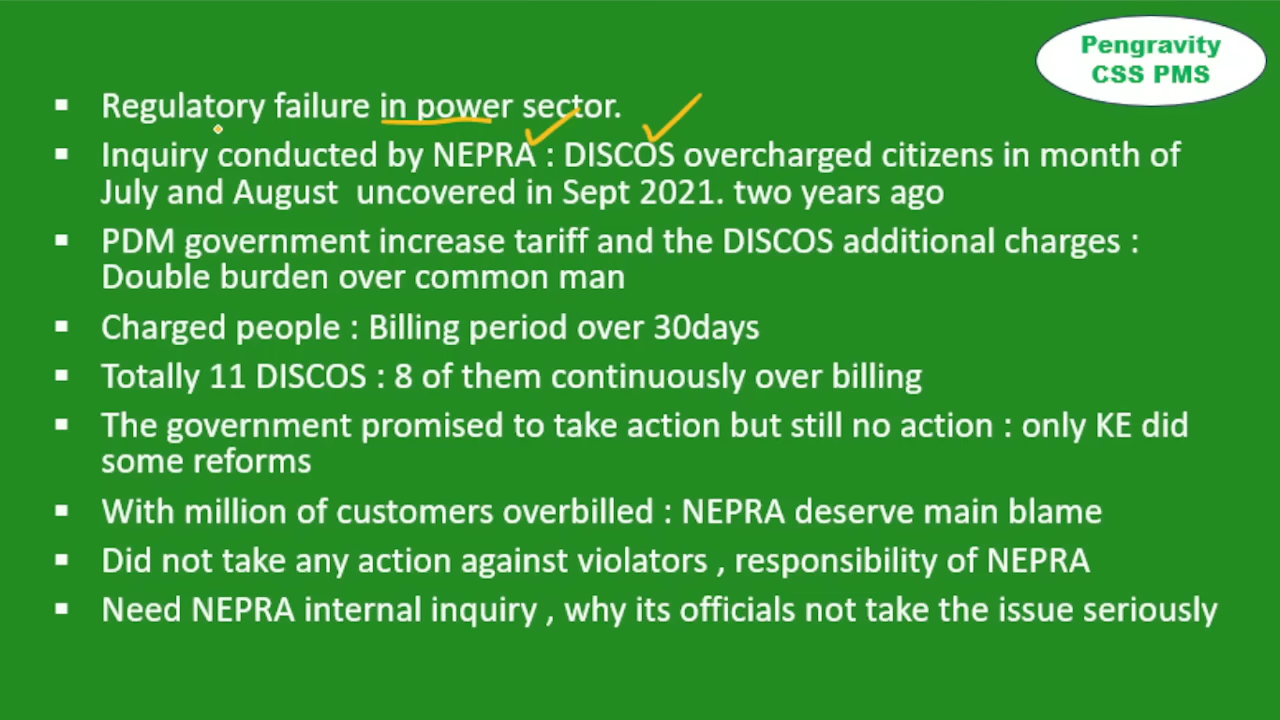 Pengravity
CSS PMS
▪ Regulatory failure in power sector.
▪ Inquiry conducted by NEPRA : DISCOS overcharged citizens in month of
July and August uncovered in Sept 2021. two years ago
▪ PDM government increase tariff and the DISCOS additional charges :
Double burden over common man
▪ Charged people : Billing period over 30days
▪ Totally 11 DISCOS : 8 of them continuously over billing
▪ The government promised to take action but still no action : only KE did
some reforms
▪ With million of customers overbilled : NEPRA deserve main blame
▪ Did not take any action against violators , responsibility of NEPRA
▪ Need NEPRA internal inquiry , why its officials not take the issue seriously